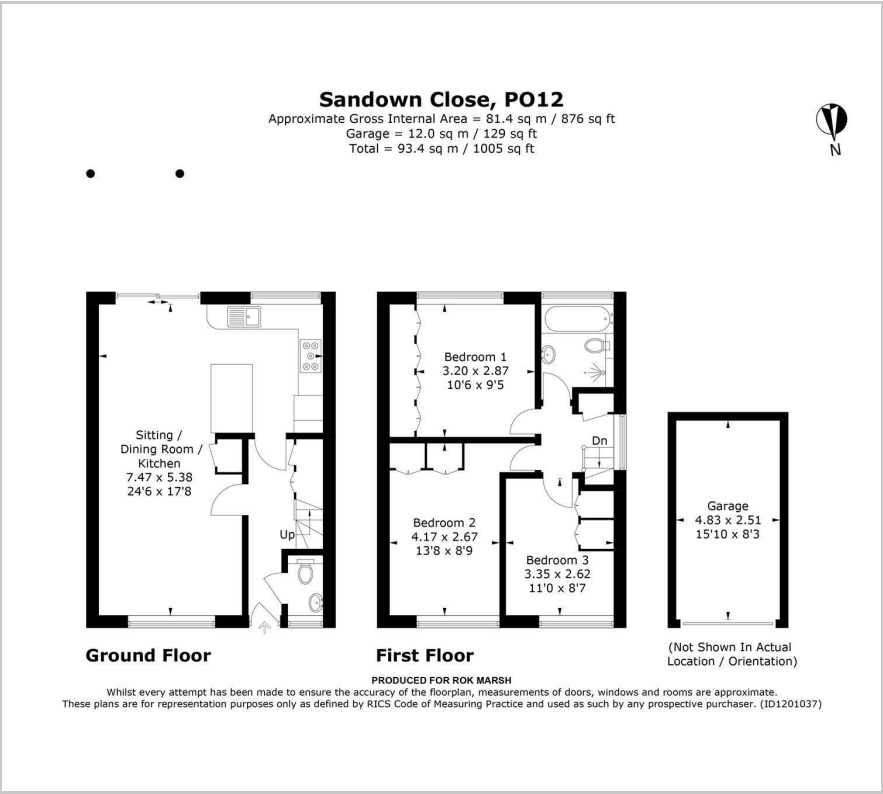 Sandown Close, PO12
Approximate Gross Internal Area = 81.4 sq m / 876 sq ft
Garage = 12.0 sq m / 129 sq ft
Total = 93.4 sq m / 1005 sq ft
N
Sitting /
Dining Room /
Kitchen
7.47 x 5.38
24'6 x 17'8
Up
Ground Floor
Bedroom 1
3.20 x 2.87
10'6 x 9'5
Dn
Bedroom 2
4.17 x 2.67
13'8 x 8'9
Bedroom 3
3.35 x 2.62
11'0 x 8'7
First Floor
Garage
4.83 x 2.51
15'10 x 8'3
(Not Shown In Actual
Location / Orientation)
PRODUCED FOR ROK MARSH
Whilst every attempt has been made to ensure the accuracy of the floorplan, measurements of doors, windows and rooms are approximate.
These plans are for representation purposes only as defined by RICS Code of Measuring Practice and used as such by any prospective purchaser. (ID1201037)